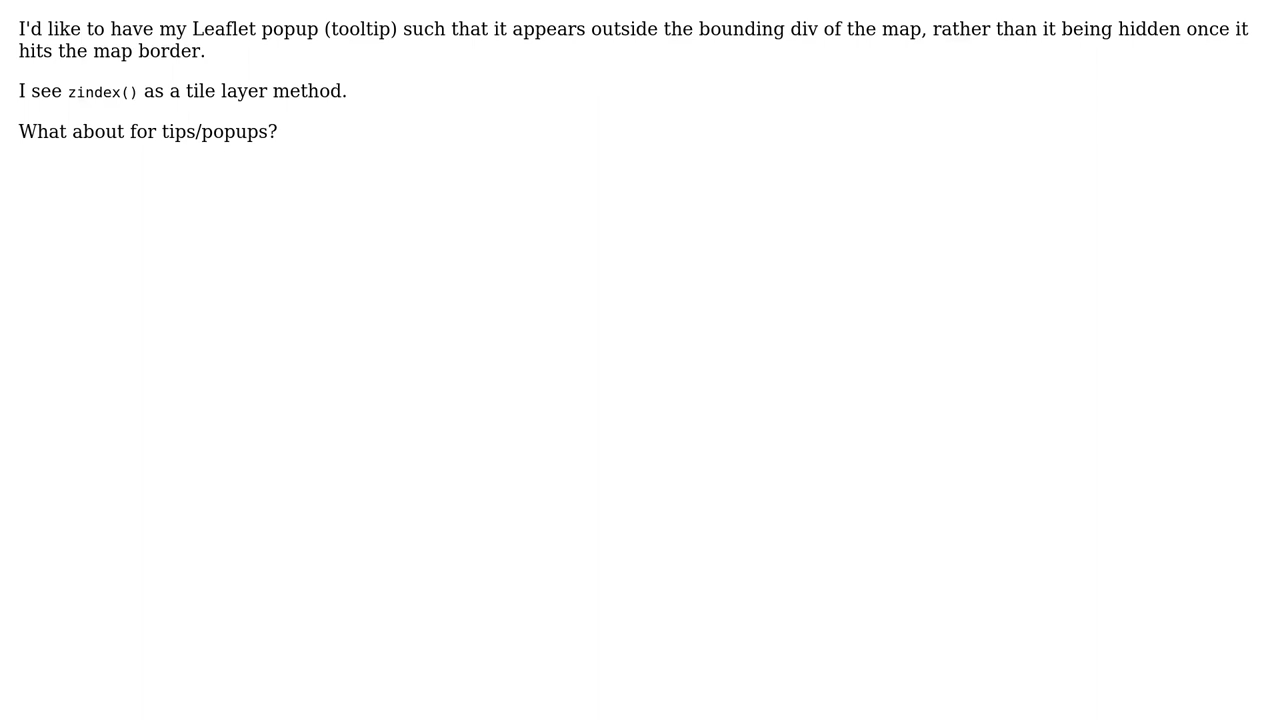 I'd like to have my Leaflet popup (tooltip) such that it appears outside the bounding div of the map, rather than it being hidden once it
hits the map border.
I see zindex() as a tile layer method.
What about for tips/popups?